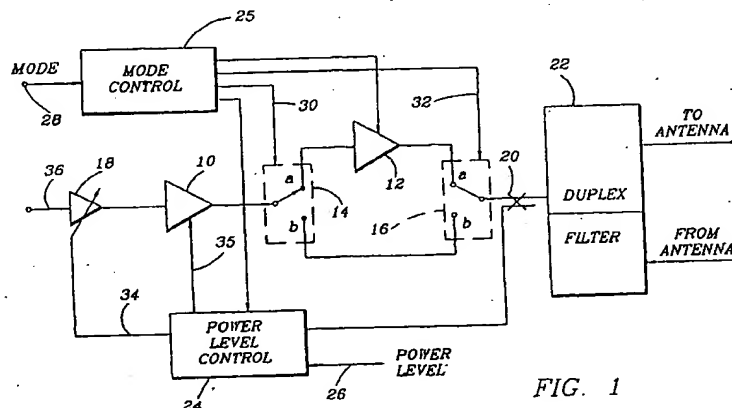 25
MODE
MODE
CONTROL
28
30
32
22
TO
ANTENNA
36
18
10
a
12
a
20
14
b
16
b
DUPLEX
FILTER
35
FROM
ANTENNA
34
POWER
LEVEL
CONTROL
24
POWER
LEVEL
26
FIG. 1